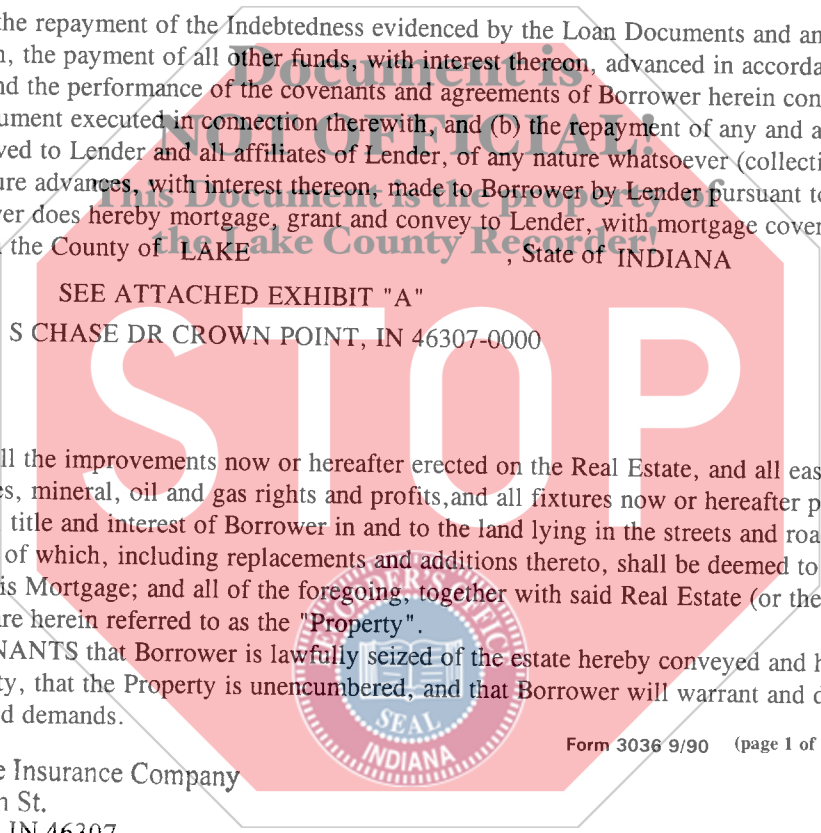 the repayment of the Indebtedness evidenced by the Loan Documents and an
, the payment of all other funds, with interest thereon, advanced in accorda
Document is
nd the performance of the covenants and agreements of Borrower herein con
ument executed in connection therewith, and (b) the repayment of any and a
NOT OFFICIAL!
ved to Lender and all affiliates of Lender, of any nature whatsoever (collecti
ure advances, with interest thereon, made to Borrower by Lender pursuant to
This Document is the property of
ver does hereby mortgage, grant and convey to Lender, with mortgage cover
the Lake County Recorder!
the County of LAKE , State of INDIANA
SEE ATTACHED EXHIBIT "A"
S CHASE DR CROWN POINT, IN 46307-0000
STOP
ll the improvements now or hereafter erected on the Real Estate, and all eas
es, mineral, oil and gas rights and profits,and all fixtures now or hereafter p
title and interest of Borrower in and to the land lying in the streets and roa
of which, including replacements and additions thereto, shall be deemed to
is Mortgage; and all of the foregoing, together with said Real Estate (or the
re herein referred to as the "Property".
NANTS that Borrower is lawfully seized of the estate hereby conveyed and h
ty, that the Property is unencumbered, and that Borrower will warrant and d
d demands.
RECORDER'S OFFICE
SEAL
INDIANA
Form 3036 9/90 (page 1 of
e Insurance Company
n St.
IN 46307